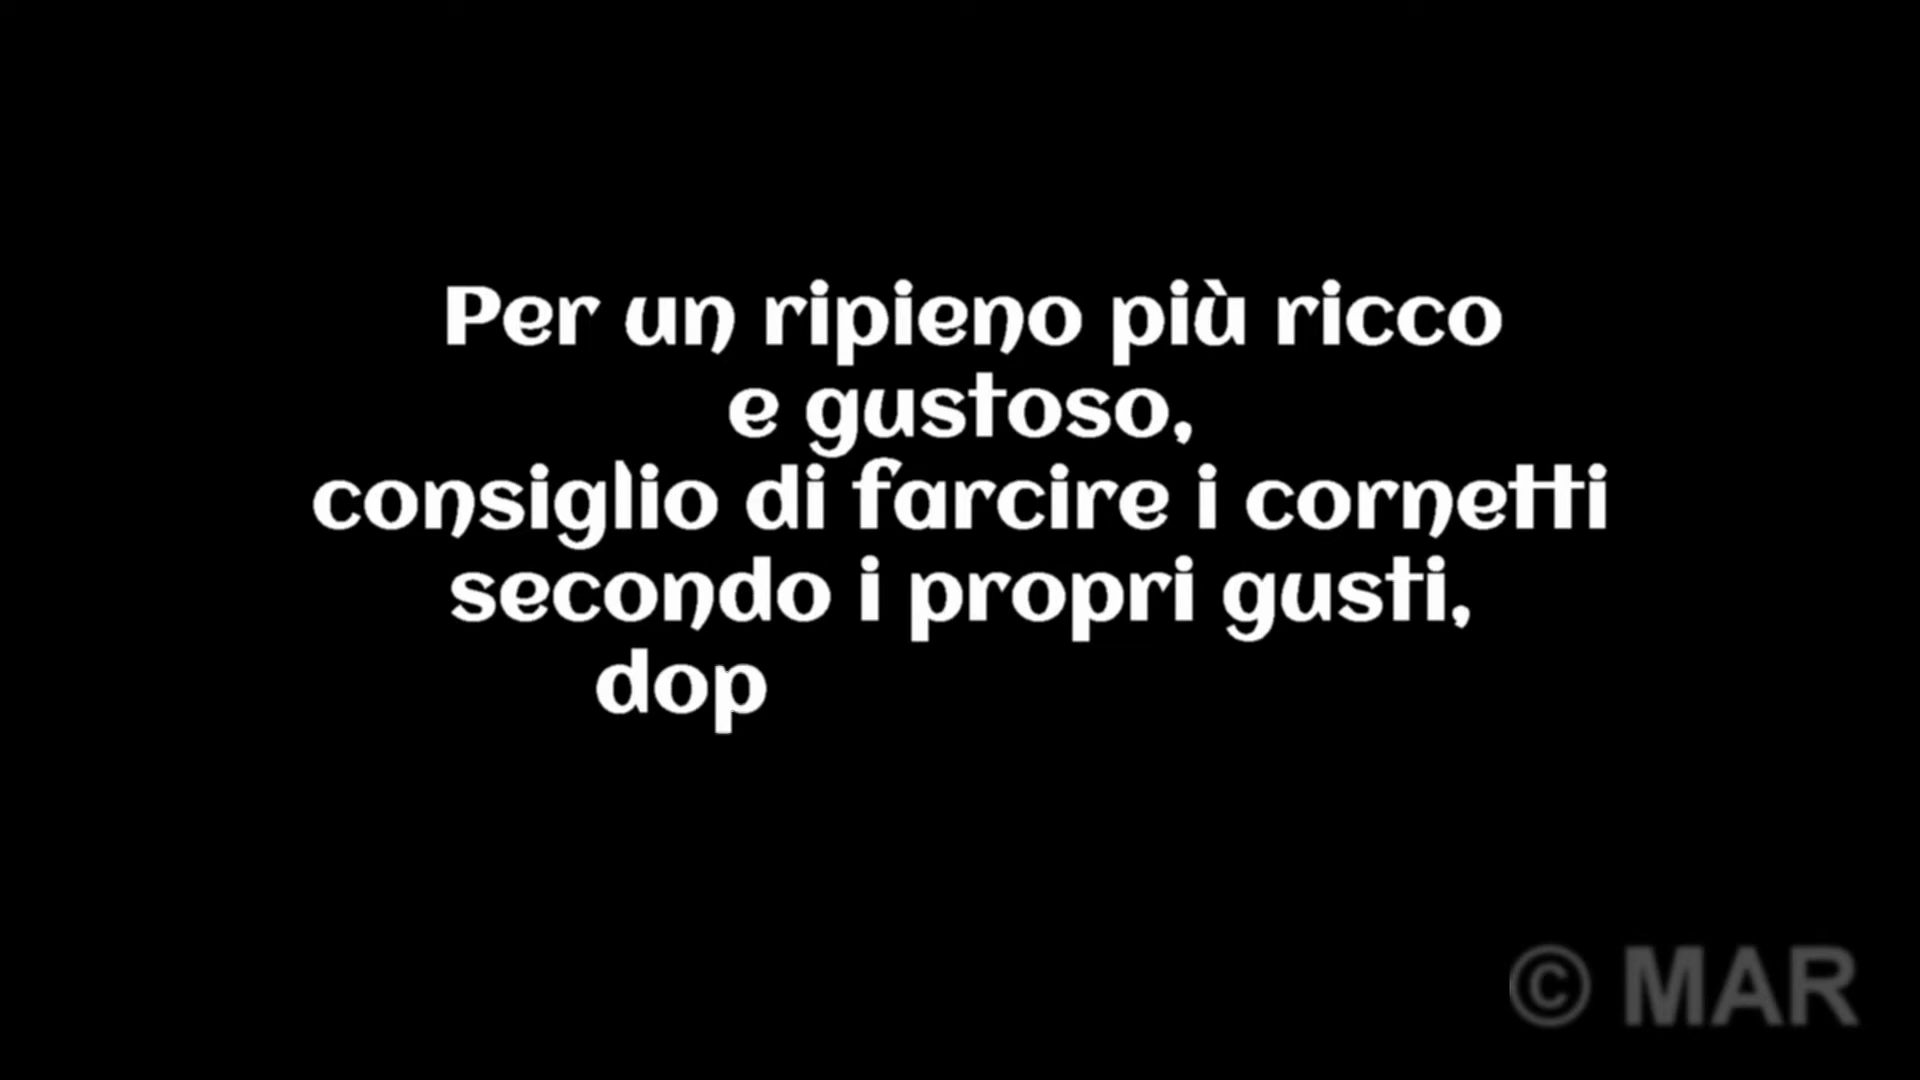 Per un ripieno più ricco
e gustoso,
consiglio di farcire i cornetti
secondo i propri gusti,
dop
© MAR